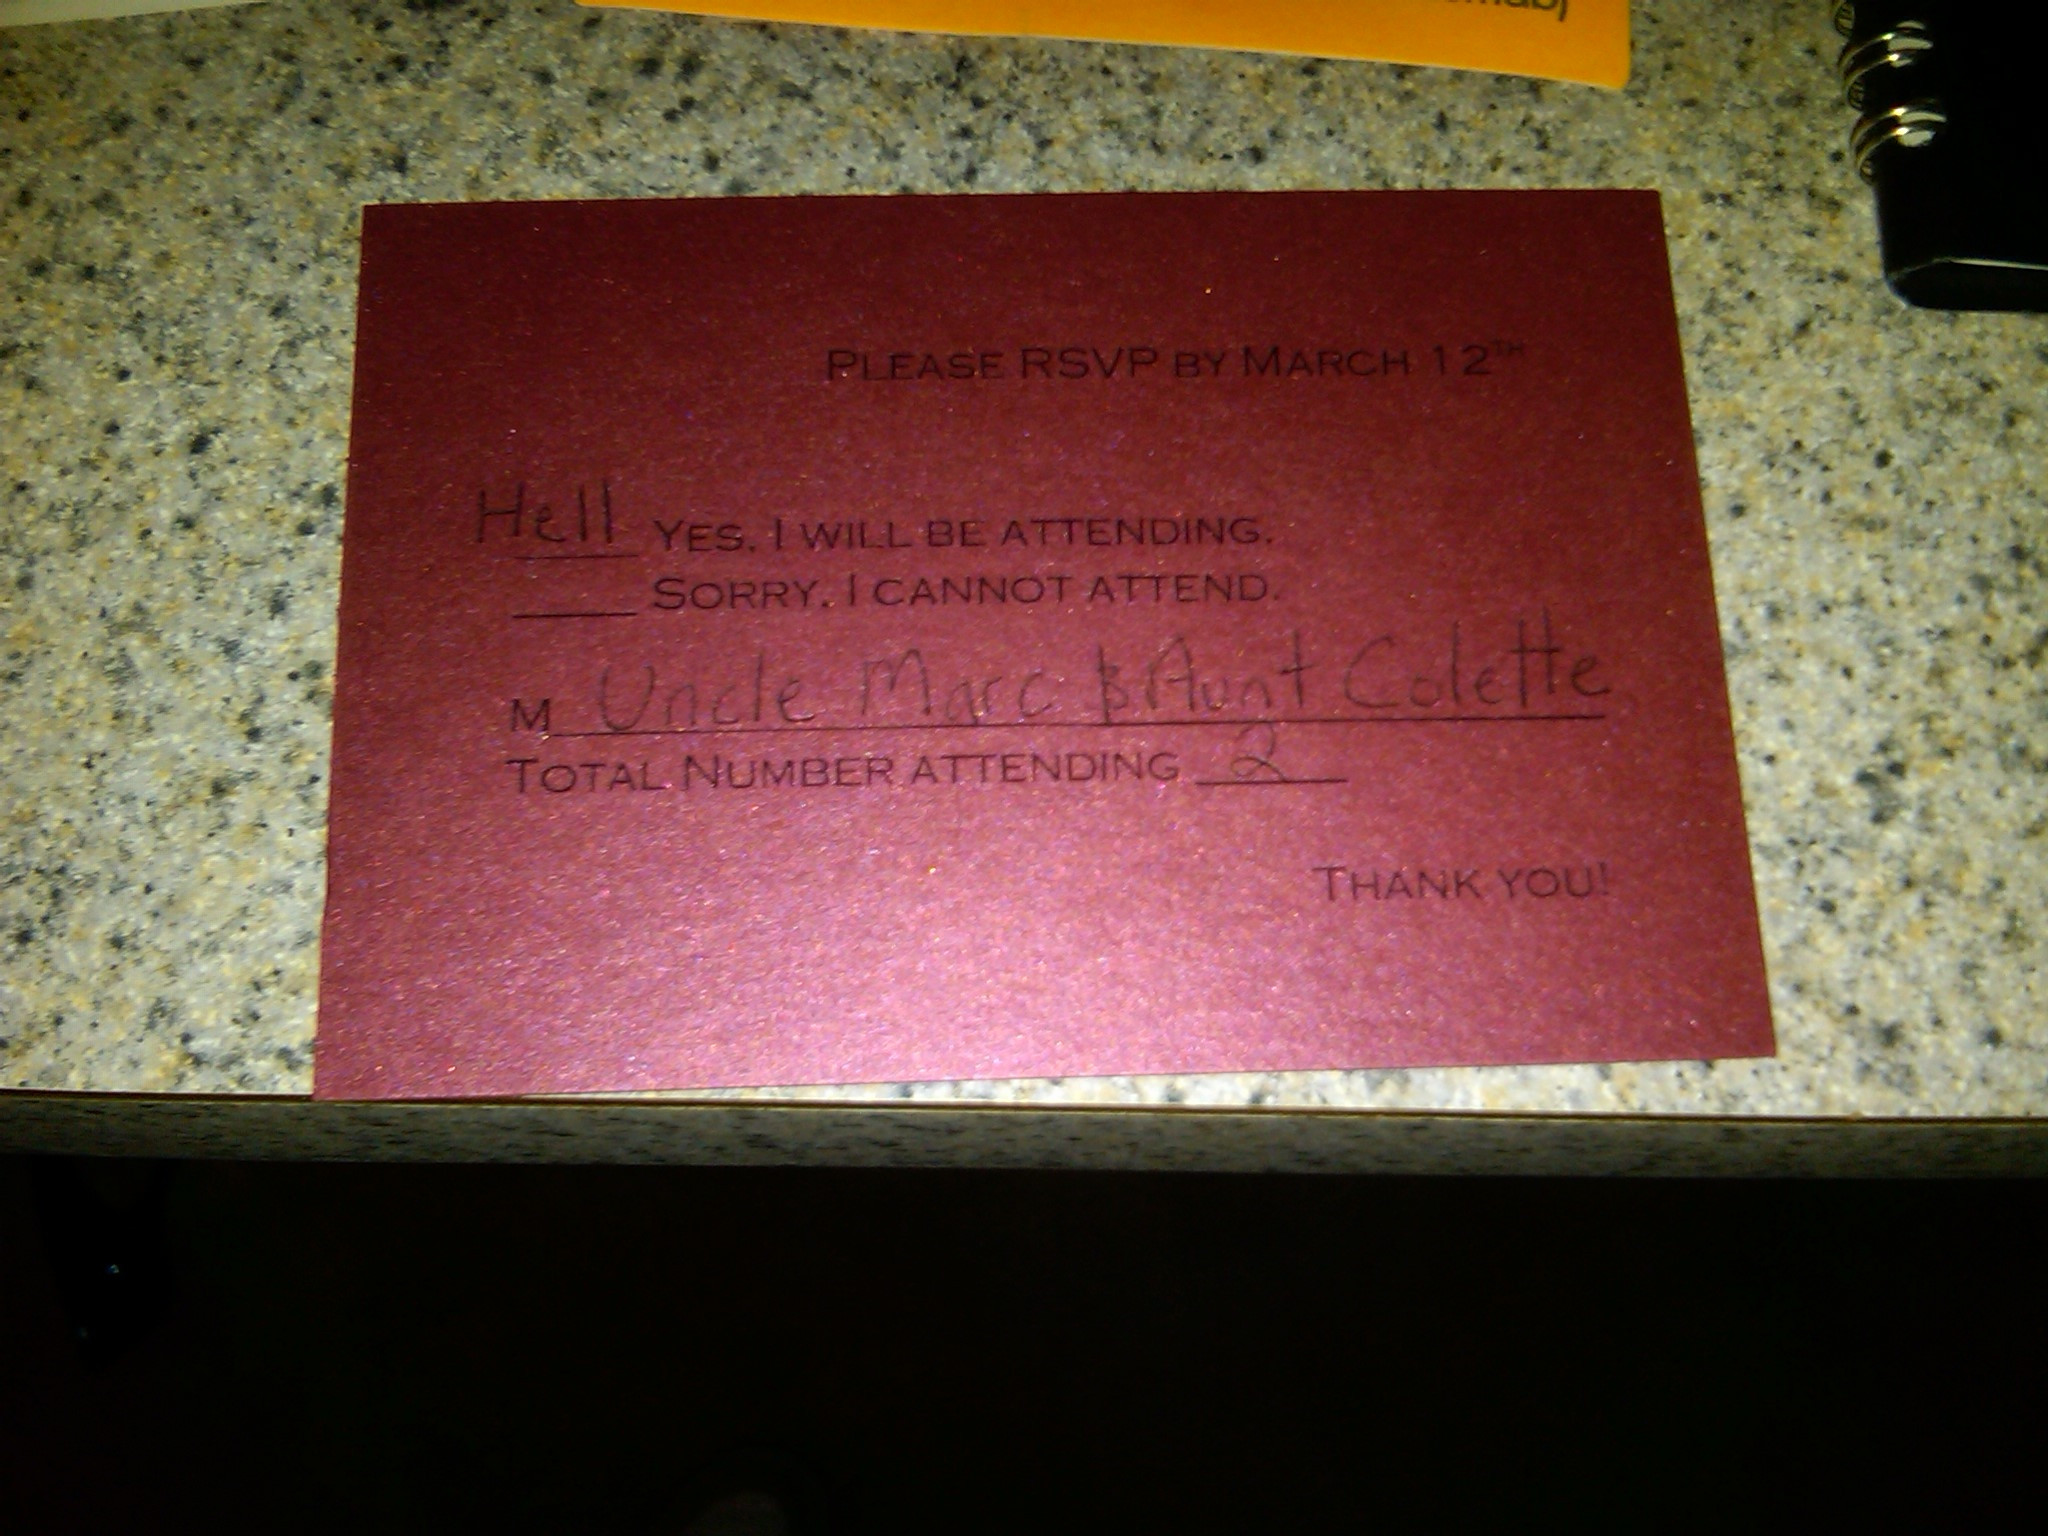 PLEASE RSVP BY MARCH 12TH
Hell YES, I WILL BE ATTENDING.
SORRY, I CANNOT ATTEND.
M Uncle Marc & Aunt Colette
TOTAL NUMBER ATTENDING 2
THANK YOU!